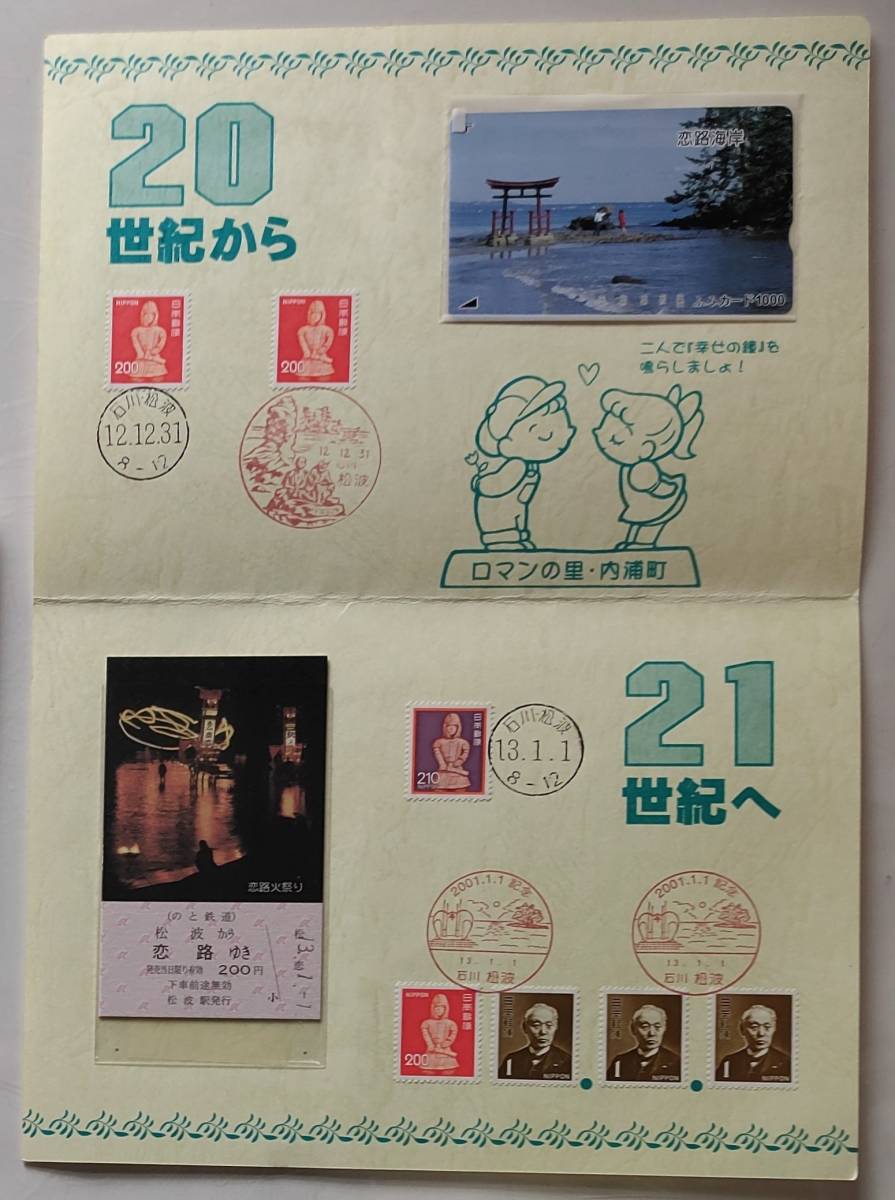 20
世紀から
恋路海岸
ふみカード1000
NIPPON
日本郵便
200
NIPPON
日本郵便
200
石川・松波
12.12.31
8-12
12 12 31
石川
松波
二人で『幸せの鐘』を
鳴らしましょ!
ロマンの里・内浦町
恋路火祭り
(のと鉄道)
松波から
恋路ゆき
発売当日限り有効 200円
下車前途無効
松波駅発行
松
恋
小
13.1.-1
日本郵便
210
NIPPON
石川・松波
13.1.1
8-12
21
世紀へ
2001.1.1 記念
13.1.1
石川 松波
2001.1.1 記念
13.1.1
石川 松波
NIPPON
日本郵便
200
日本郵便
1
NIPPON
日本郵便
1
NIPPON
日本郵便
1
NIPPON